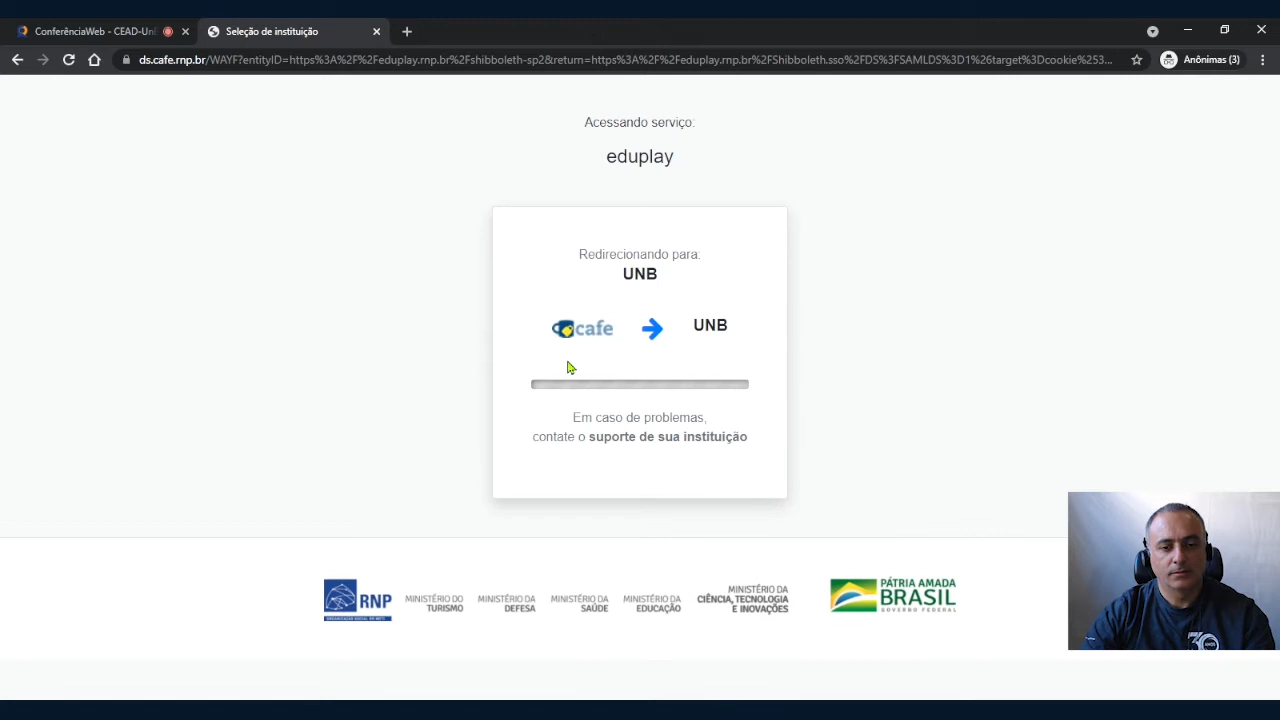 ConferênciaWeb - CEAD-Unl
Seleção de instituição
ds.cafe.rnp.br/WAYF?entityID=https%3A%2F%2Feduplay.rnp.br%2Fshibboleth-sp2&return=https%3A%2F%2Feduplay.rnp.br%2FShibboleth.sso%2FDS%3FSAMLDS%3D1%26target%3Dcookie%253...
Anônimas (3)
Acessando serviço:
eduplay
Redirecionando para:
UNB
cafe
UNB
Em caso de problemas,
contate o suporte de sua instituição
RNP
MINISTÉRIO DO
TURISMO
MINISTÉRIO DA
DEFESA
MINISTÉRIO DA
SAÚDE
MINISTÉRIO DA
EDUCAÇÃO
MINISTÉRIO DA
CIÊNCIA, TECNOLOGIA
E INOVAÇÕES
PÁTRIA AMADA
BRASIL
GOVERNO FEDERAL
30
ANOS